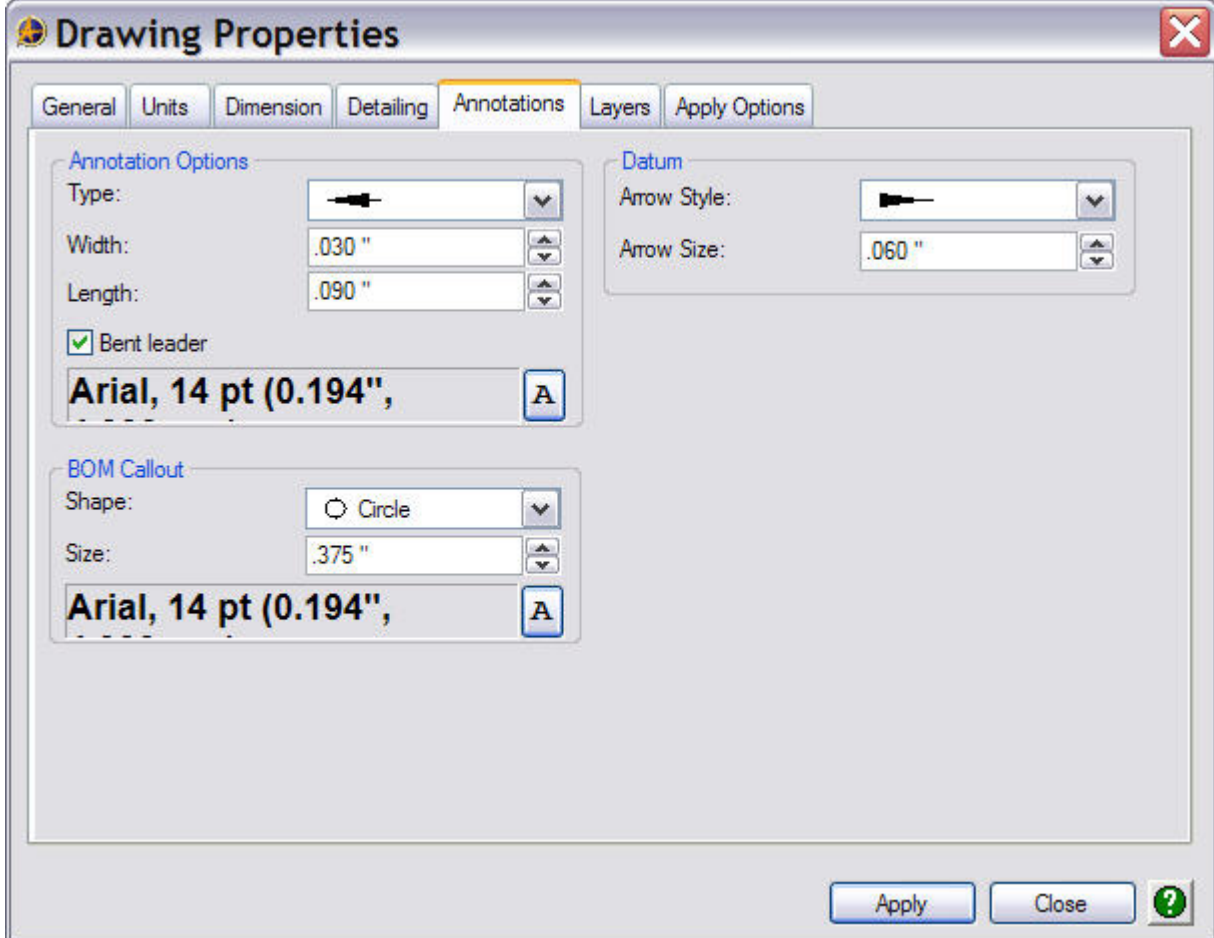 Drawing Properties
General Units Dimension Detailing Annotations Layers Apply Options
Annotation Options
Type:
Width: .030 "
Length: .090 "
Bent leader
Arial, 14 pt (0.194",
A
BOM Callout
Shape: Circle
Size: .375 "
Arial, 14 pt (0.194",
A
Datum
Arrow Style:
Arrow Size: .060 "
Apply Close ?